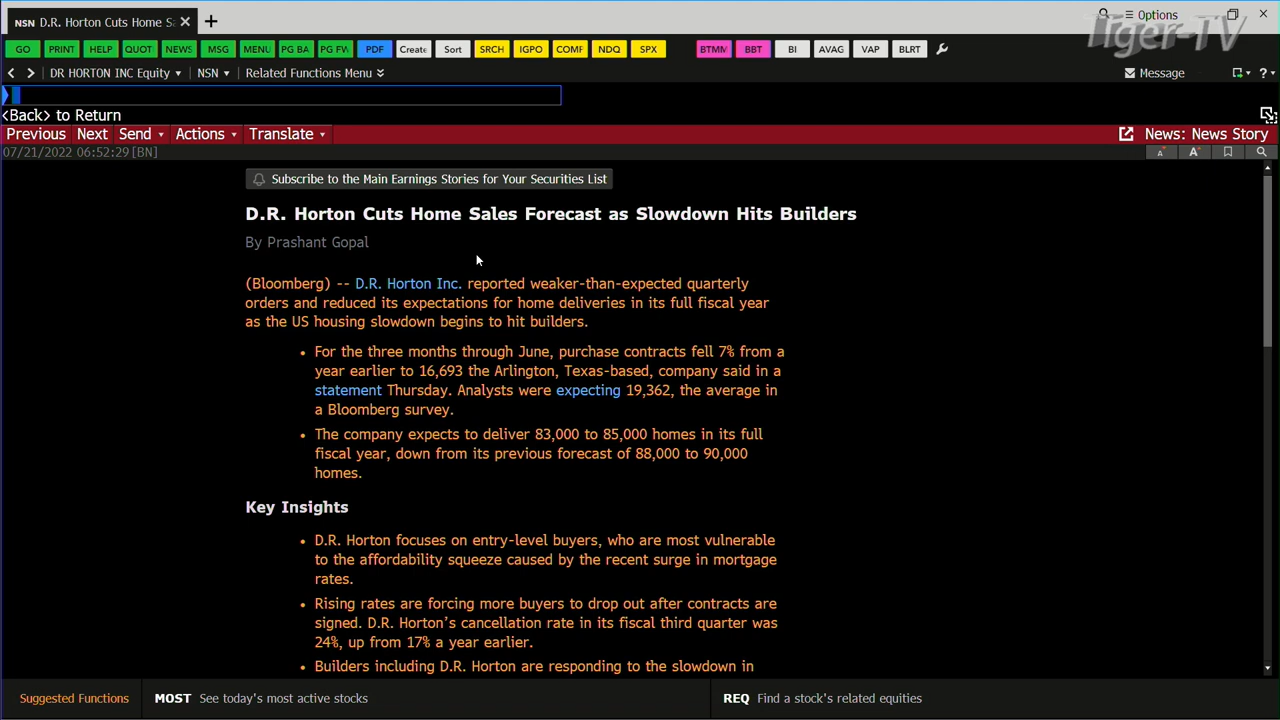 NSN D.R. Horton Cuts Home Sa
Options
Tiger-TV
GO PRINT HELP QUOT NEWS MSG MENU PG BA PG FW PDF Create Sort SRCH IGPO COMF NDQ SPX BTMM BBT BI AVAG VAP BLRT
DR HORTON INC Equity NSN Related Functions Menu Message ?
<Back> to Return
Previous Next Send Actions Translate News: News Story
07/21/2022 06:52:29 [BN] A A
Subscribe to the Main Earnings Stories for Your Securities List
D.R. Horton Cuts Home Sales Forecast as Slowdown Hits Builders
By Prashant Gopal
(Bloomberg) -- D.R. Horton Inc. reported weaker-than-expected quarterly
orders and reduced its expectations for home deliveries in its full fiscal year
as the US housing slowdown begins to hit builders.
• For the three months through June, purchase contracts fell 7% from a
year earlier to 16,693 the Arlington, Texas-based, company said in a
statement Thursday. Analysts were expecting 19,362, the average in
a Bloomberg survey.
• The company expects to deliver 83,000 to 85,000 homes in its full
fiscal year, down from its previous forecast of 88,000 to 90,000
homes.
Key Insights
• D.R. Horton focuses on entry-level buyers, who are most vulnerable
to the affordability squeeze caused by the recent surge in mortgage
rates.
• Rising rates are forcing more buyers to drop out after contracts are
signed. D.R. Horton's cancellation rate in its fiscal third quarter was
24%, up from 17% a year earlier.
• Builders including D.R. Horton are responding to the slowdown in
Suggested Functions MOST See today's most active stocks REQ Find a stock's related equities